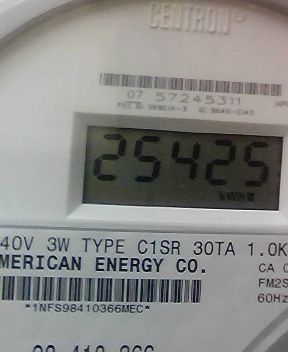 CENTRON®
07 57245311
25425
kWh
40V 3W TYPE C1SR 30TA 1.0K
MERICAN ENERGY CO. CA 0
FM2S
*1NFS98410366MEC* 60Hz